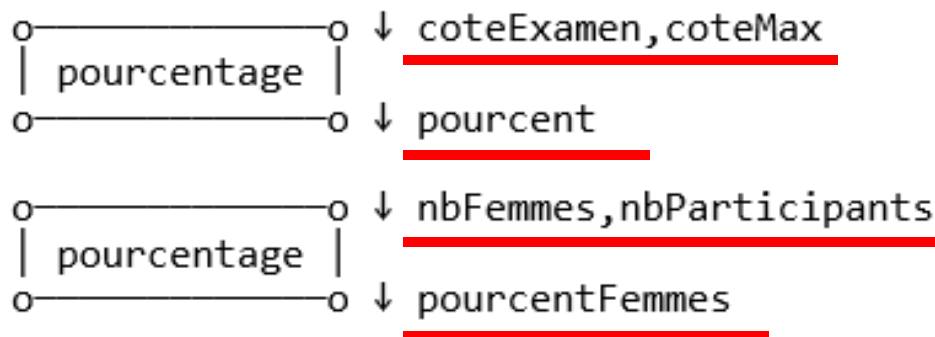 o─────────────o ↓ coteExamen,coteMax
| pourcentage |
o─────────────o ↓ pourcent
o─────────────o ↓ nbFemmes,nbParticipants
| pourcentage |
o─────────────o ↓ pourcentFemmes